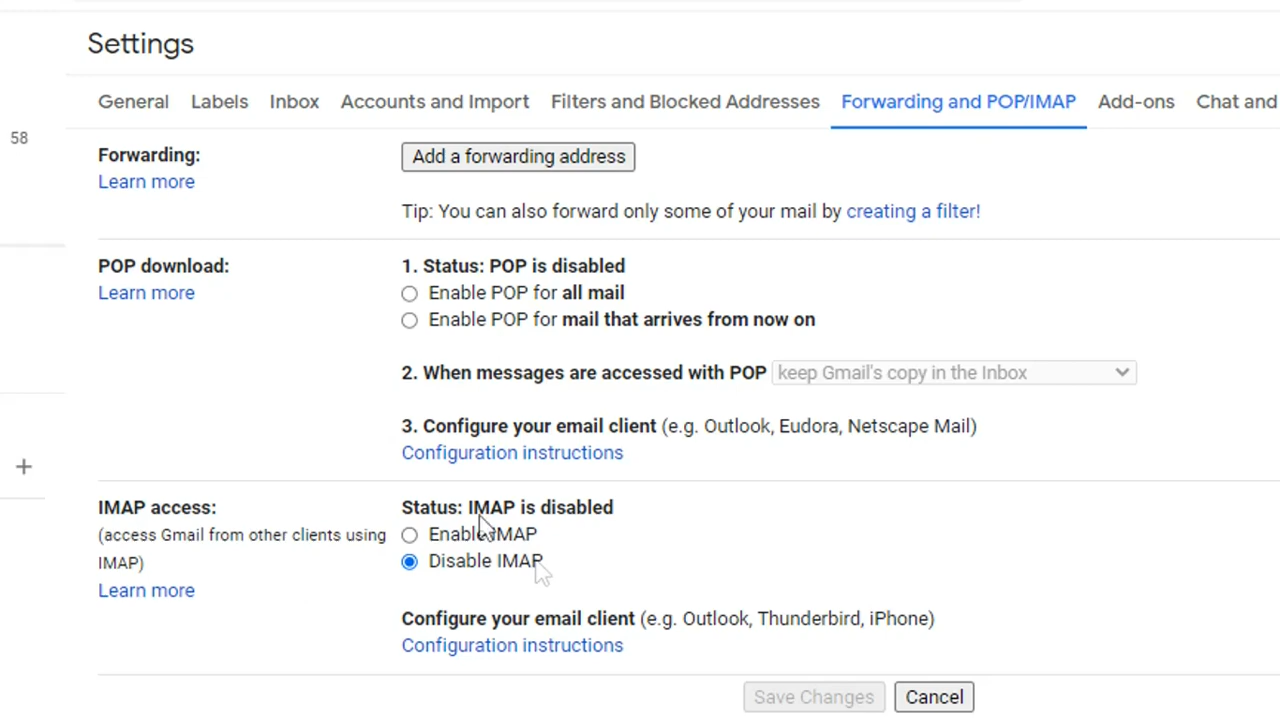 Settings
General Labels Inbox Accounts and Import Filters and Blocked Addresses Forwarding and POP/IMAP Add-ons Chat and
58
Forwarding:
Learn more
Add a forwarding address
Tip: You can also forward only some of your mail by creating a filter!
POP download:
Learn more
1. Status: POP is disabled
Enable POP for all mail
Enable POP for mail that arrives from now on
2. When messages are accessed with POP keep Gmail's copy in the Inbox
3. Configure your email client (e.g. Outlook, Eudora, Netscape Mail)
Configuration instructions
IMAP access:
(access Gmail from other clients using
IMAP)
Learn more
Status: IMAP is disabled
Enable IMAP
Disable IMAP
Configure your email client (e.g. Outlook, Thunderbird, iPhone)
Configuration instructions
Save Changes Cancel